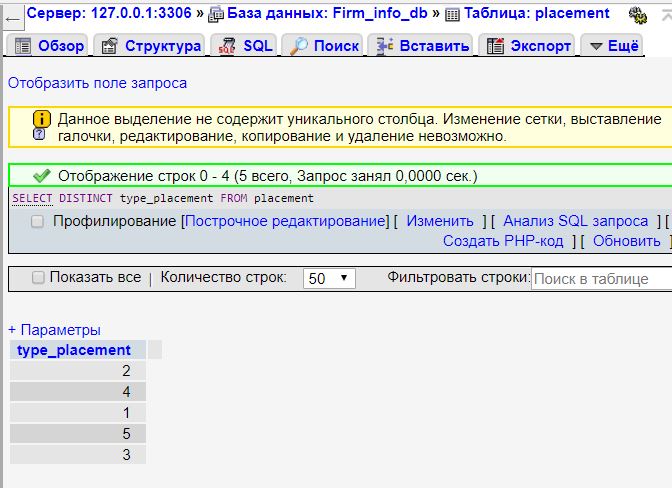 Сервер: 127.0.0.1:3306 » База данных: Firm_info_db » Таблица: placement
Обзор Структура SQL Поиск Вставить Экспорт Ещё
Отобразить поле запроса
Данное выделение не содержит уникального столбца. Изменение сетки, выставление
галочки, редактирование, копирование и удаление невозможно.
Отображение строк 0 - 4 (5 всего, Запрос занял 0,0000 сек.)
SELECT DISTINCT type_placement FROM placement
Профилирование [Построчное редактирование] [ Изменить ] [ Анализ SQL запроса ] [
Создать PHP-код ] [ Обновить ]
Показать все | Количество строк: 50 Фильтровать строки: Поиск в таблице
+ Параметры
type_placement
2
4
1
5
3